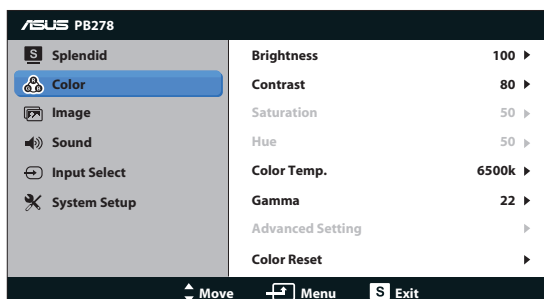 ASUS PB278
S Splendid
Color
Image
Sound
Input Select
System Setup
Brightness 100
Contrast 80
Saturation 50
Hue 50
Color Temp. 6500k
Gamma 22
Advanced Setting
Color Reset
Move Menu S Exit